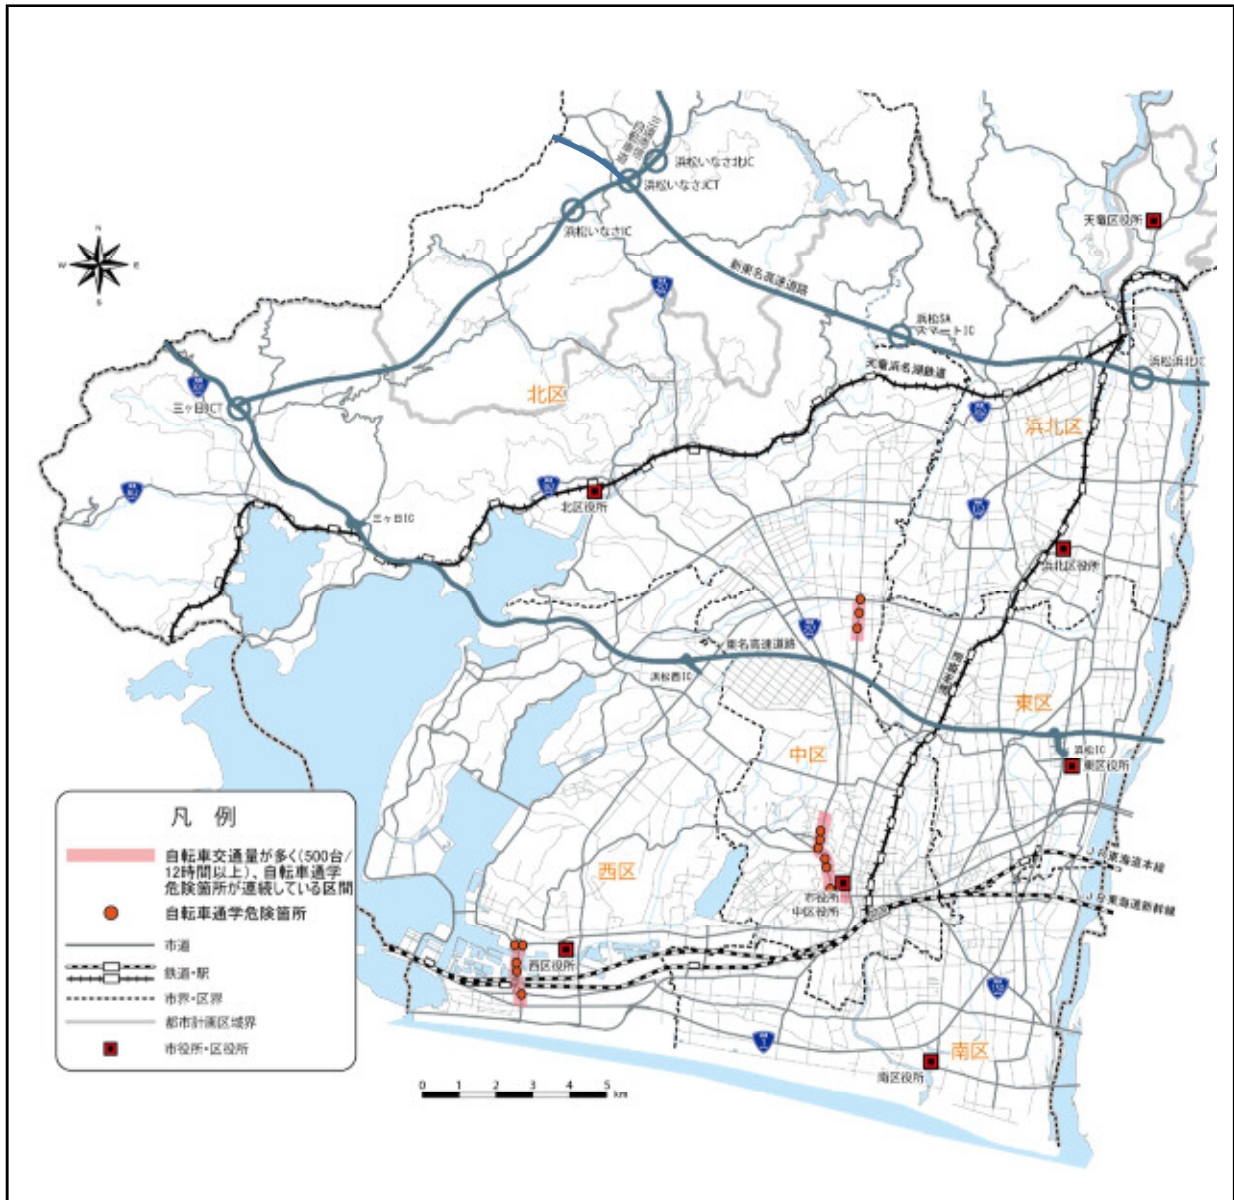 浜松いなさ北IC
浜松いなさJCT
浜松いなさIC
天竜区役所
N
W
E
S
新東名高速道路
浜松SA
スマートIC
天竜浜名湖鉄道
浜松浜北IC
三ヶ日JCT
北区
浜北区
北区役所
三ヶ日IC
浜北区役所
東名高速道路
浜松西IC
東区
中区
浜松IC
東区役所
凡 例
自転車交通量が多く(500台/
12時間以上)、自転車通学
危険箇所が連続している区間
自転車通学危険箇所
市道
鉄道・駅
市界・区界
都市計画区域界
市役所・区役所
西区
市役所
中区役所
JR東海道本線
JR東海道新幹線
西区役所
1
南区
南区役所
0 1 2 3 4 5
km